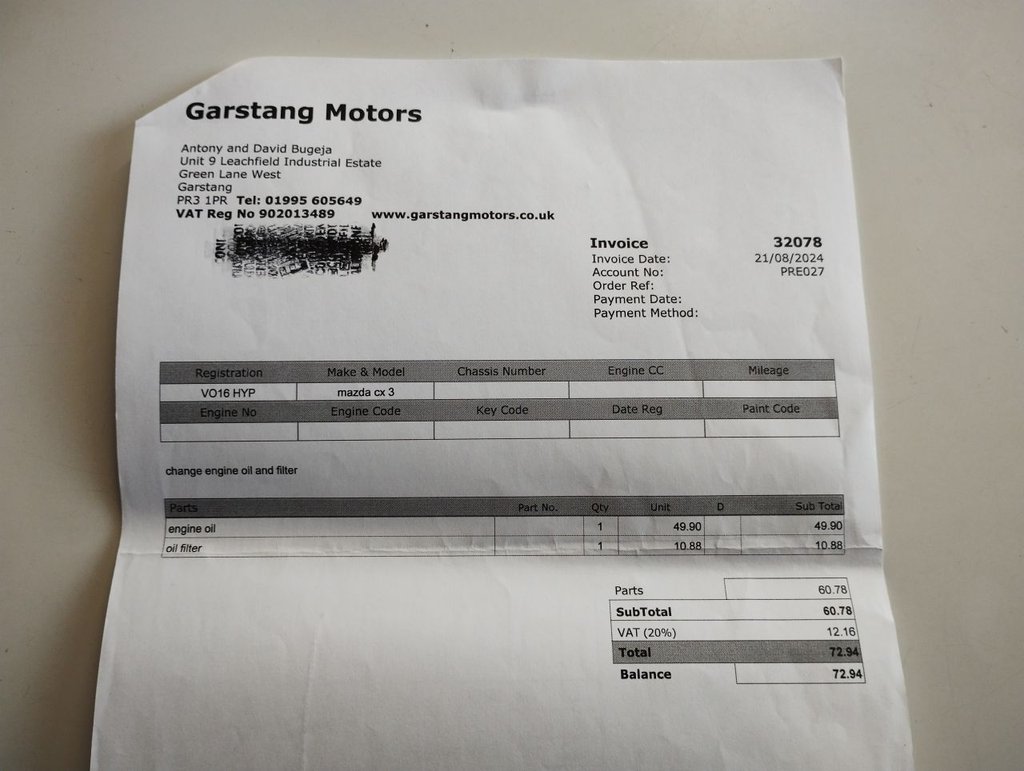 Garstang Motors
Antony and David Bugeja
Unit 9 Leachfield Industrial Estate
Green Lane West
Garstang
PR3 1PR Tel: 01995 605649
VAT Reg No 902013489 www.garstangmotors.co.uk
Invoice 32078
Invoice Date: 21/08/2024
Account No: PRE027
Order Ref:
Payment Date:
Payment Method:
Registration Make & Model Chassis Number Engine CC Mileage
VO16 HYP mazda cx 3
Engine No Engine Code Key Code Date Reg Paint Code
change engine oil and filter
Parts Part No. Qty Unit D Sub Total
engine oil 1 49.90 49.90
oil filter 1 10.88 10.88
Parts 60.78
SubTotal 60.78
VAT (20%) 12.16
Total 72.94
Balance 72.94